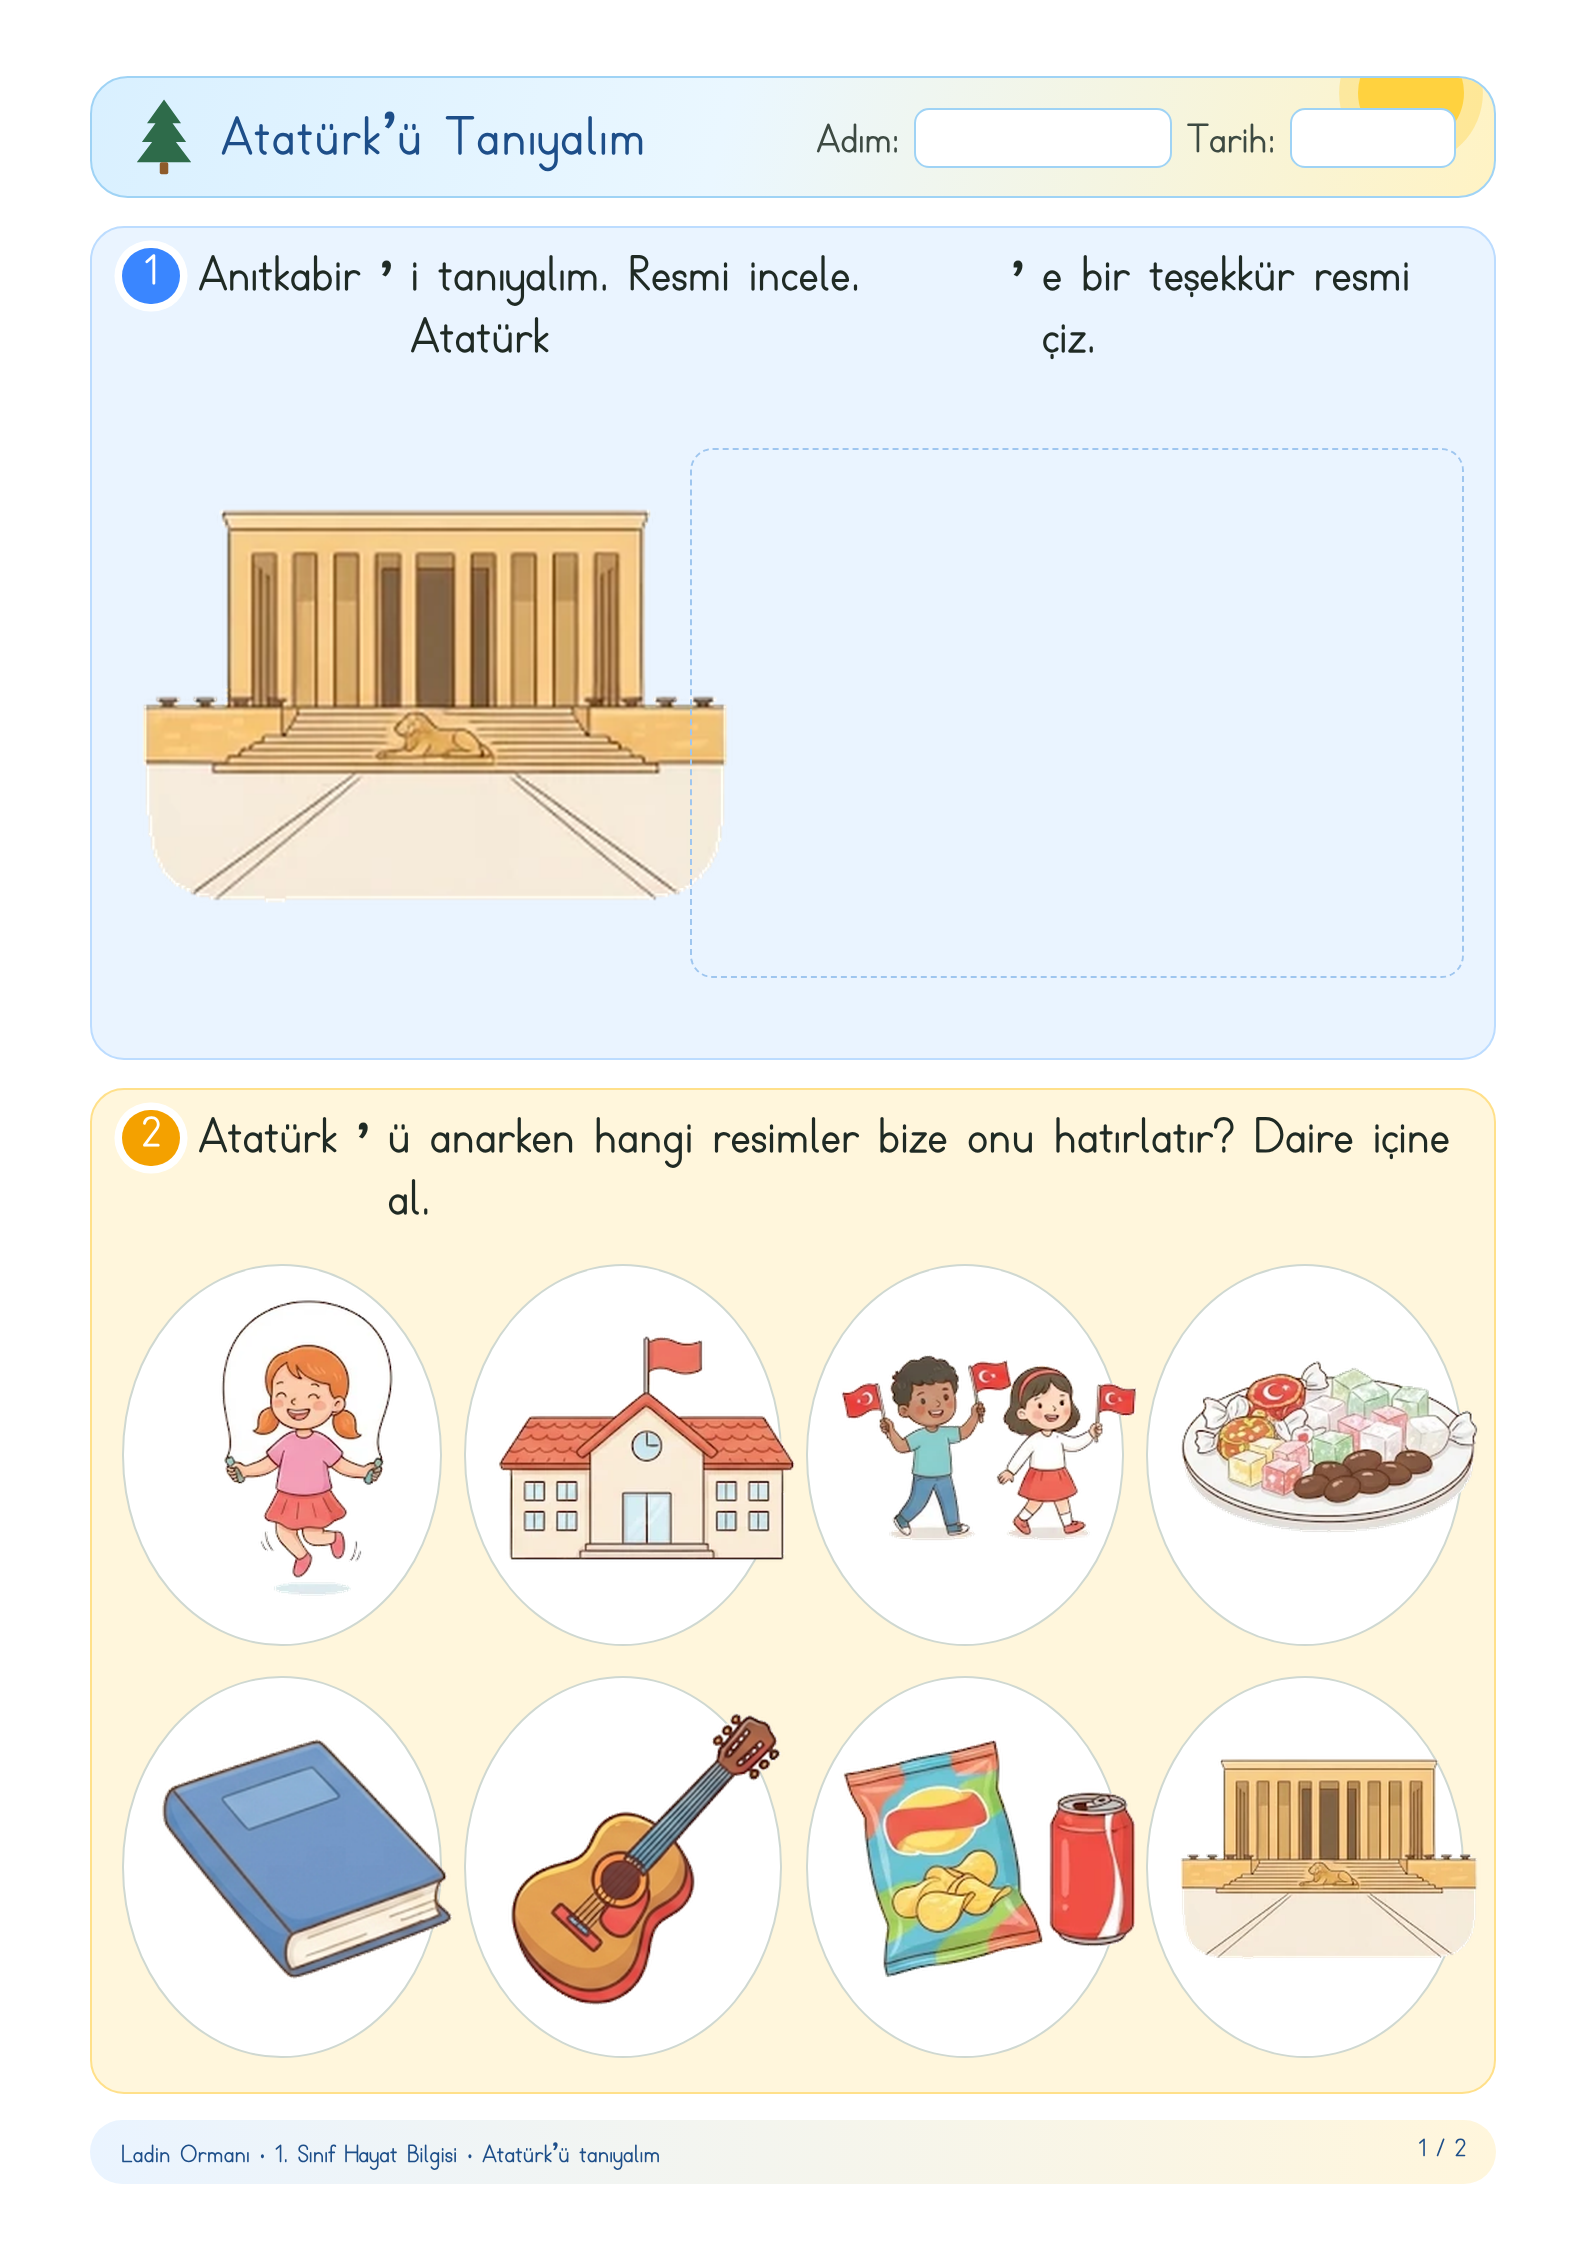 Atatürk’ü Tanıyalım
Adım:
Tarih:
1
Anıtkabir ’ i tanıyalım. Resmi incele.
Atatürk
’ e bir teşekkür resmi
çiz.
2
Atatürk ’ ü anarken hangi resimler bize onu hatırlatır? Daire içine
al.
Ladin Ormanı • 1. Sınıf Hayat Bilgisi • Atatürk’ü tanıyalım
1 / 2